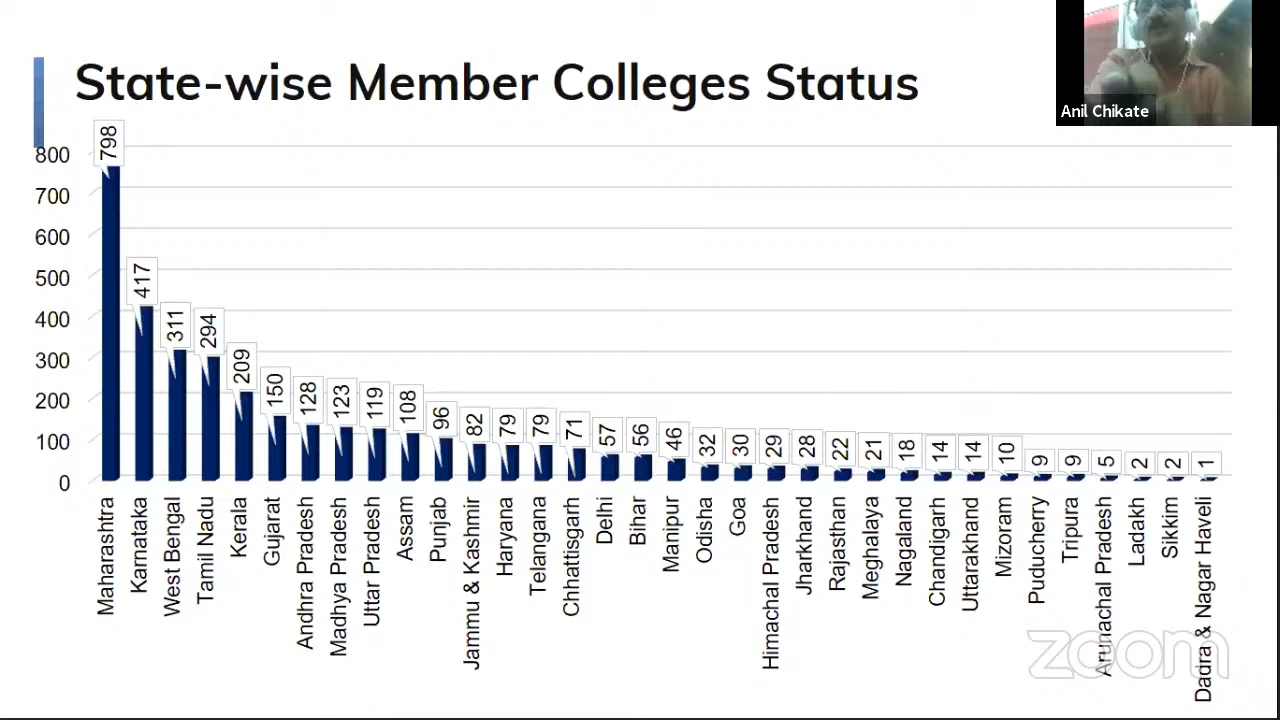 State-wise Member Colleges Status
Anil Chikate
800
700
600
500
400
300
200
100
0
798
417
311
294
209
150
128
123
119
108
96
82
79
79
71
57
56
46
32
30
29
28
22
21
18
14
14
10
9
9
5
2
2
1
Maharashtra
Karnataka
West Bengal
Tamil Nadu
Kerala
Gujarat
Andhra Pradesh
Madhya Pradesh
Uttar Pradesh
Assam
Punjab
Jammu & Kashmir
Haryana
Telangana
Chhattisgarh
Delhi
Bihar
Manipur
Odisha
Goa
Himachal Pradesh
Jharkhand
Rajasthan
Meghalaya
Nagaland
Chandigarh
Uttarakhand
Mizoram
Puducherry
Tripura
Arunachal Pradesh
Ladakh
Sikkim
Dadra & Nagar Haveli
zoom